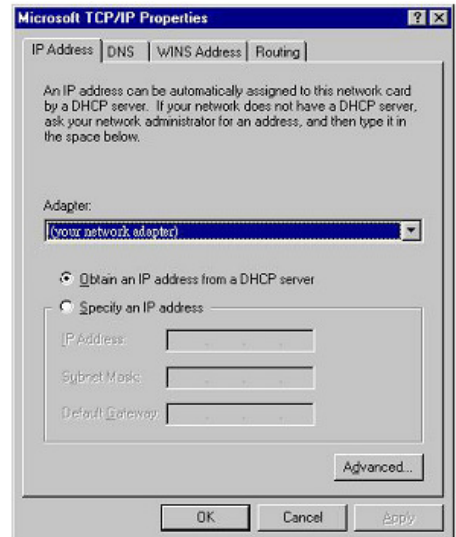 Microsoft TCP/IP Properties
IP Address DNS WINS Address Routing
An IP address can be automatically assigned to this network card
by a DHCP server. If your network does not have a DHCP server,
ask your network administrator for an address, and then type it in
the space below.
Adapter:
(your network adapter)
Obtain an IP address from a DHCP server
Specify an IP address
IP Address:
Subnet Mask:
Default Gateway:
Advanced...
OK Cancel Apply